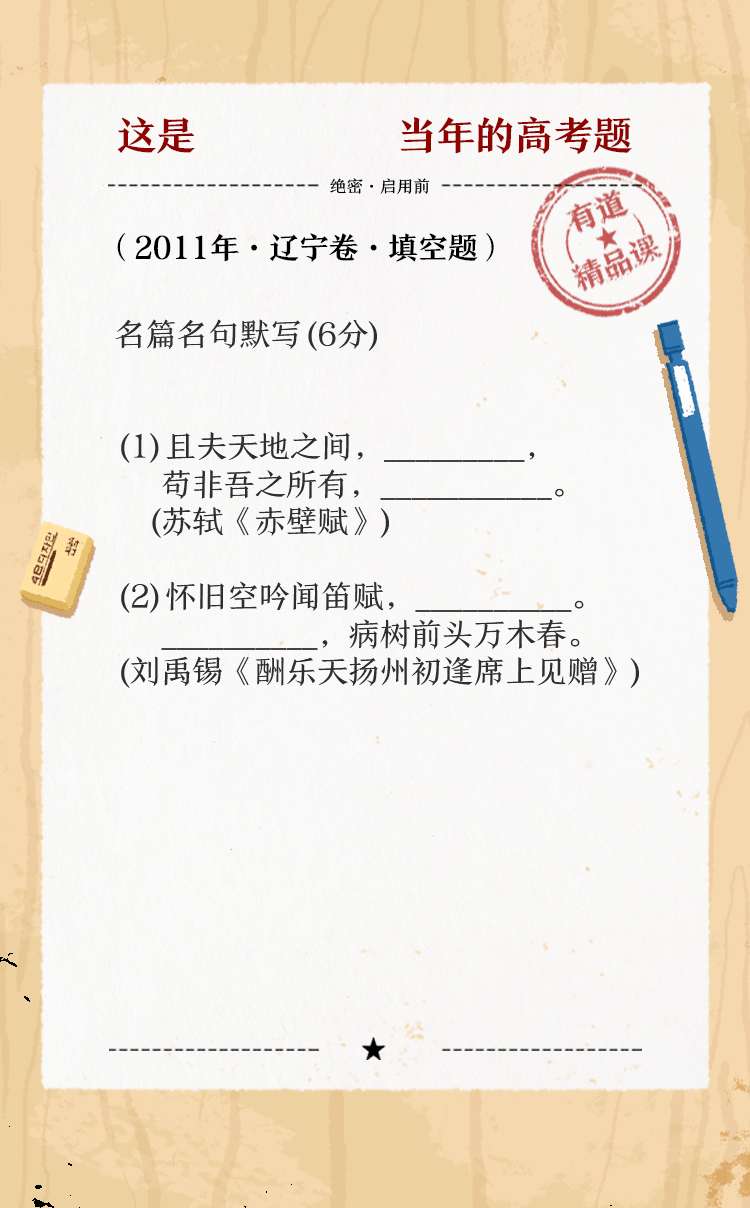 这是 当年的高考题
绝密·启用前
有道
精品课
（2011年·辽宁卷·填空题）
名篇名句默写(6分)
(1)且夫天地之间，_________，
苟非吾之所有，___________。
(苏轼《赤壁赋》)
(2)怀旧空吟闻笛赋，__________。
__________，病树前头万木春。
(刘禹锡《酬乐天扬州初逢席上见赠》)